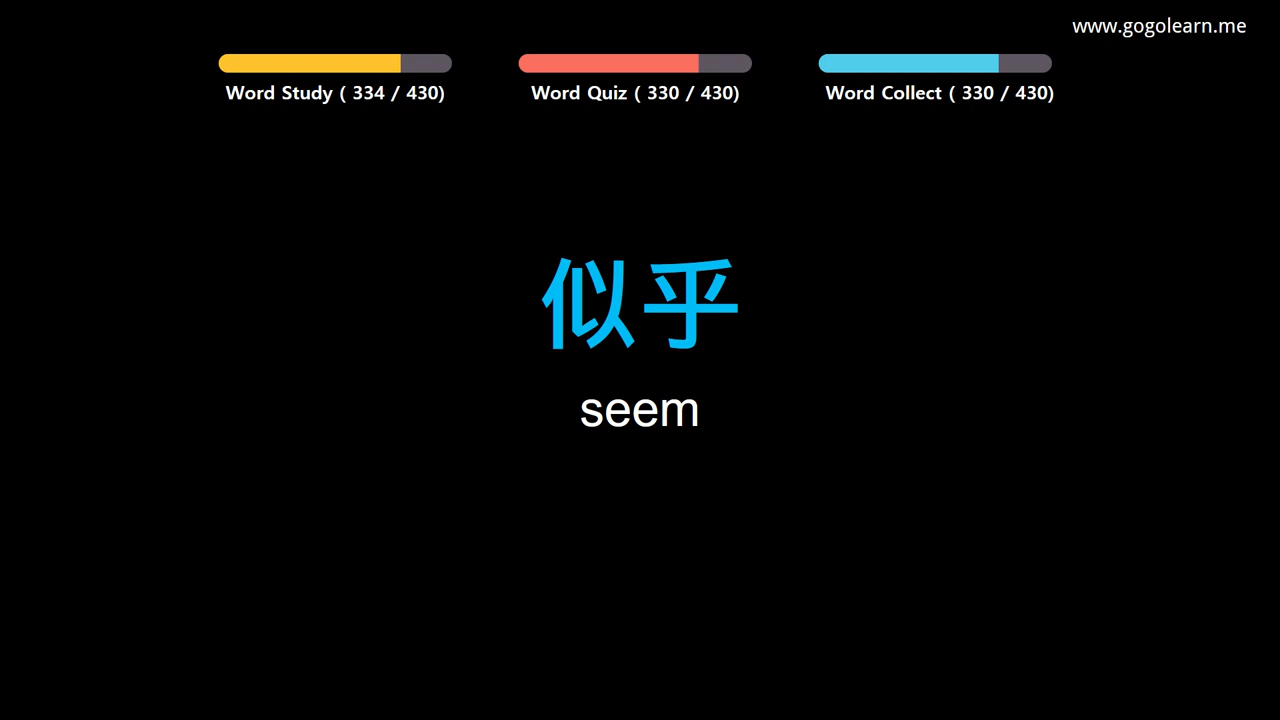 www.gogolearn.me
Word Study ( 334 / 430)
Word Quiz ( 330 / 430)
Word Collect ( 330 / 430)
似乎
seem